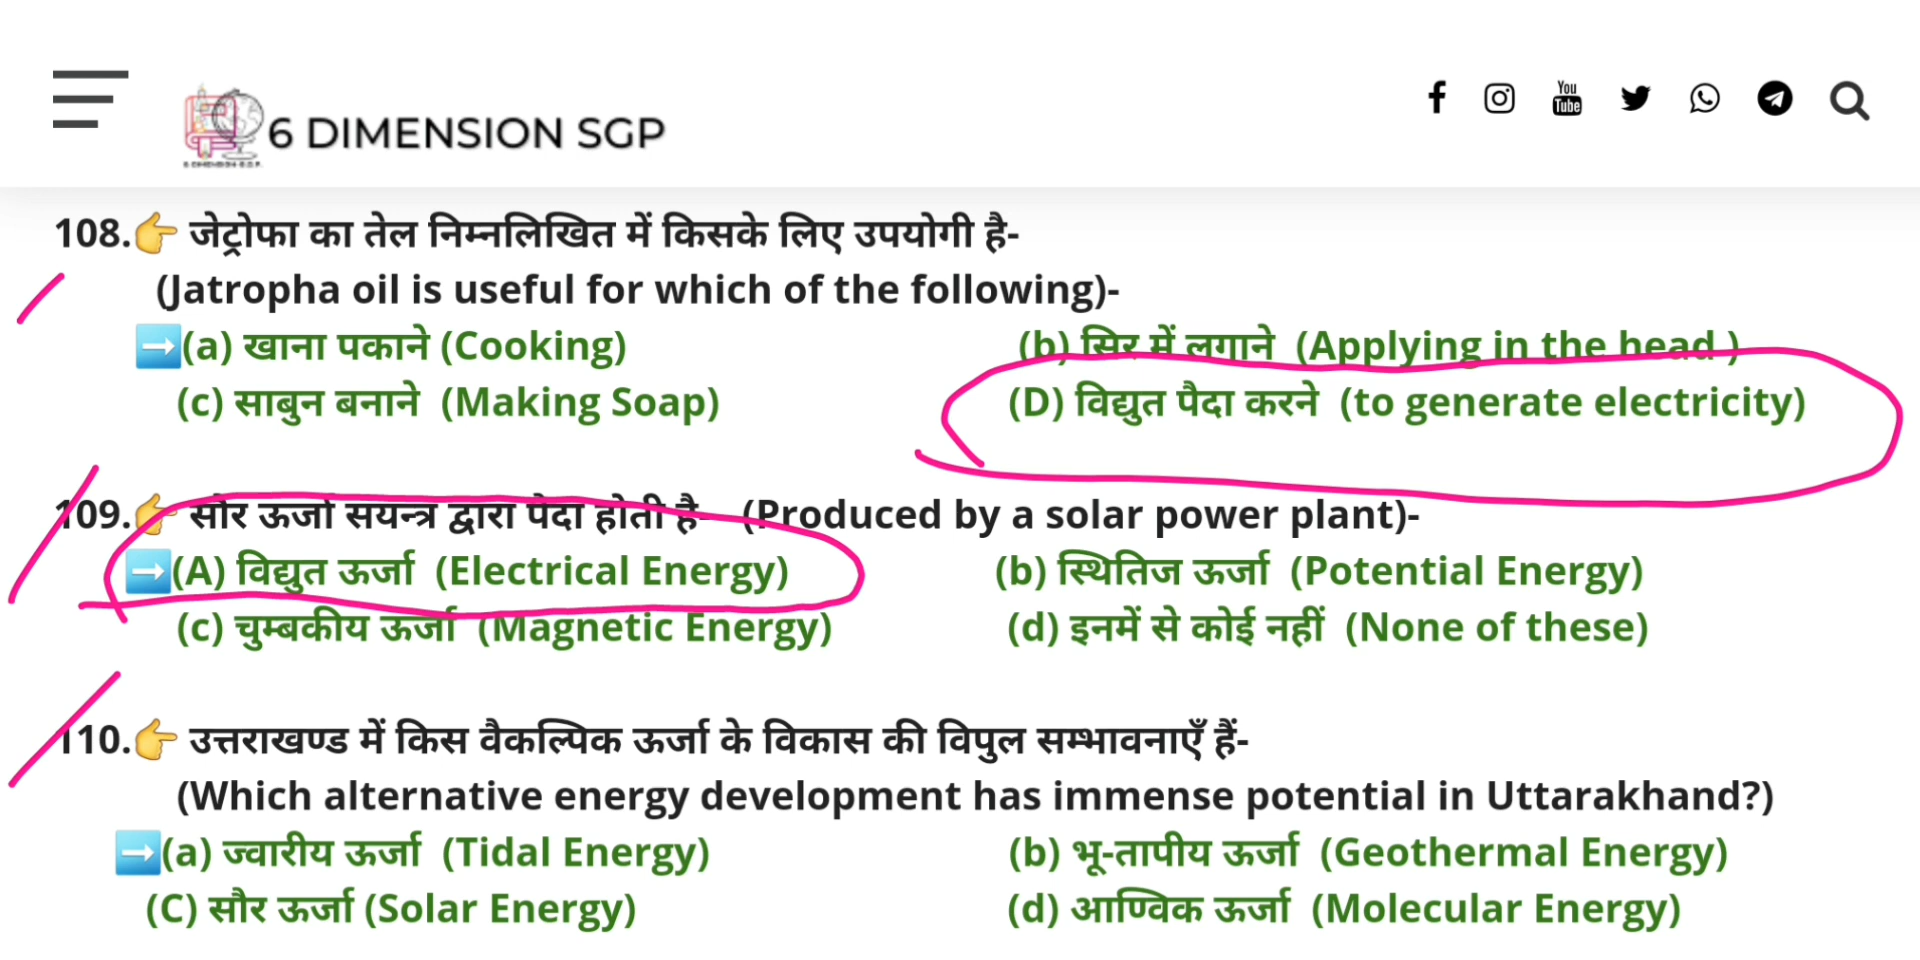 6 DIMENSION SGP
You Tube
108.👉 जेट्रोफा का तेल निम्नलिखित में किसके लिए उपयोगी है-
(Jatropha oil is useful for which of the following)-
➡(a) खाना पकाने (Cooking) (b) सिर में लगाने (Applying in the head )
(c) साबुन बनाने (Making Soap) (D) विद्युत पैदा करने (to generate electricity)
109.👉 सौर ऊर्जा सयन्त्र द्वारा पैदा होती है- (Produced by a solar power plant)-
➡(A) विद्युत ऊर्जा (Electrical Energy) (b) स्थितिज ऊर्जा (Potential Energy)
(c) चुम्बकीय ऊर्जा (Magnetic Energy) (d) इनमें से कोई नहीं (None of these)
110.👉 उत्तराखण्ड में किस वैकल्पिक ऊर्जा के विकास की विपुल सम्भावनाएँ हैं-
(Which alternative energy development has immense potential in Uttarakhand?)
➡(a) ज्वारीय ऊर्जा (Tidal Energy) (b) भू-तापीय ऊर्जा (Geothermal Energy)
(C) सौर ऊर्जा (Solar Energy) (d) आण्विक ऊर्जा (Molecular Energy)